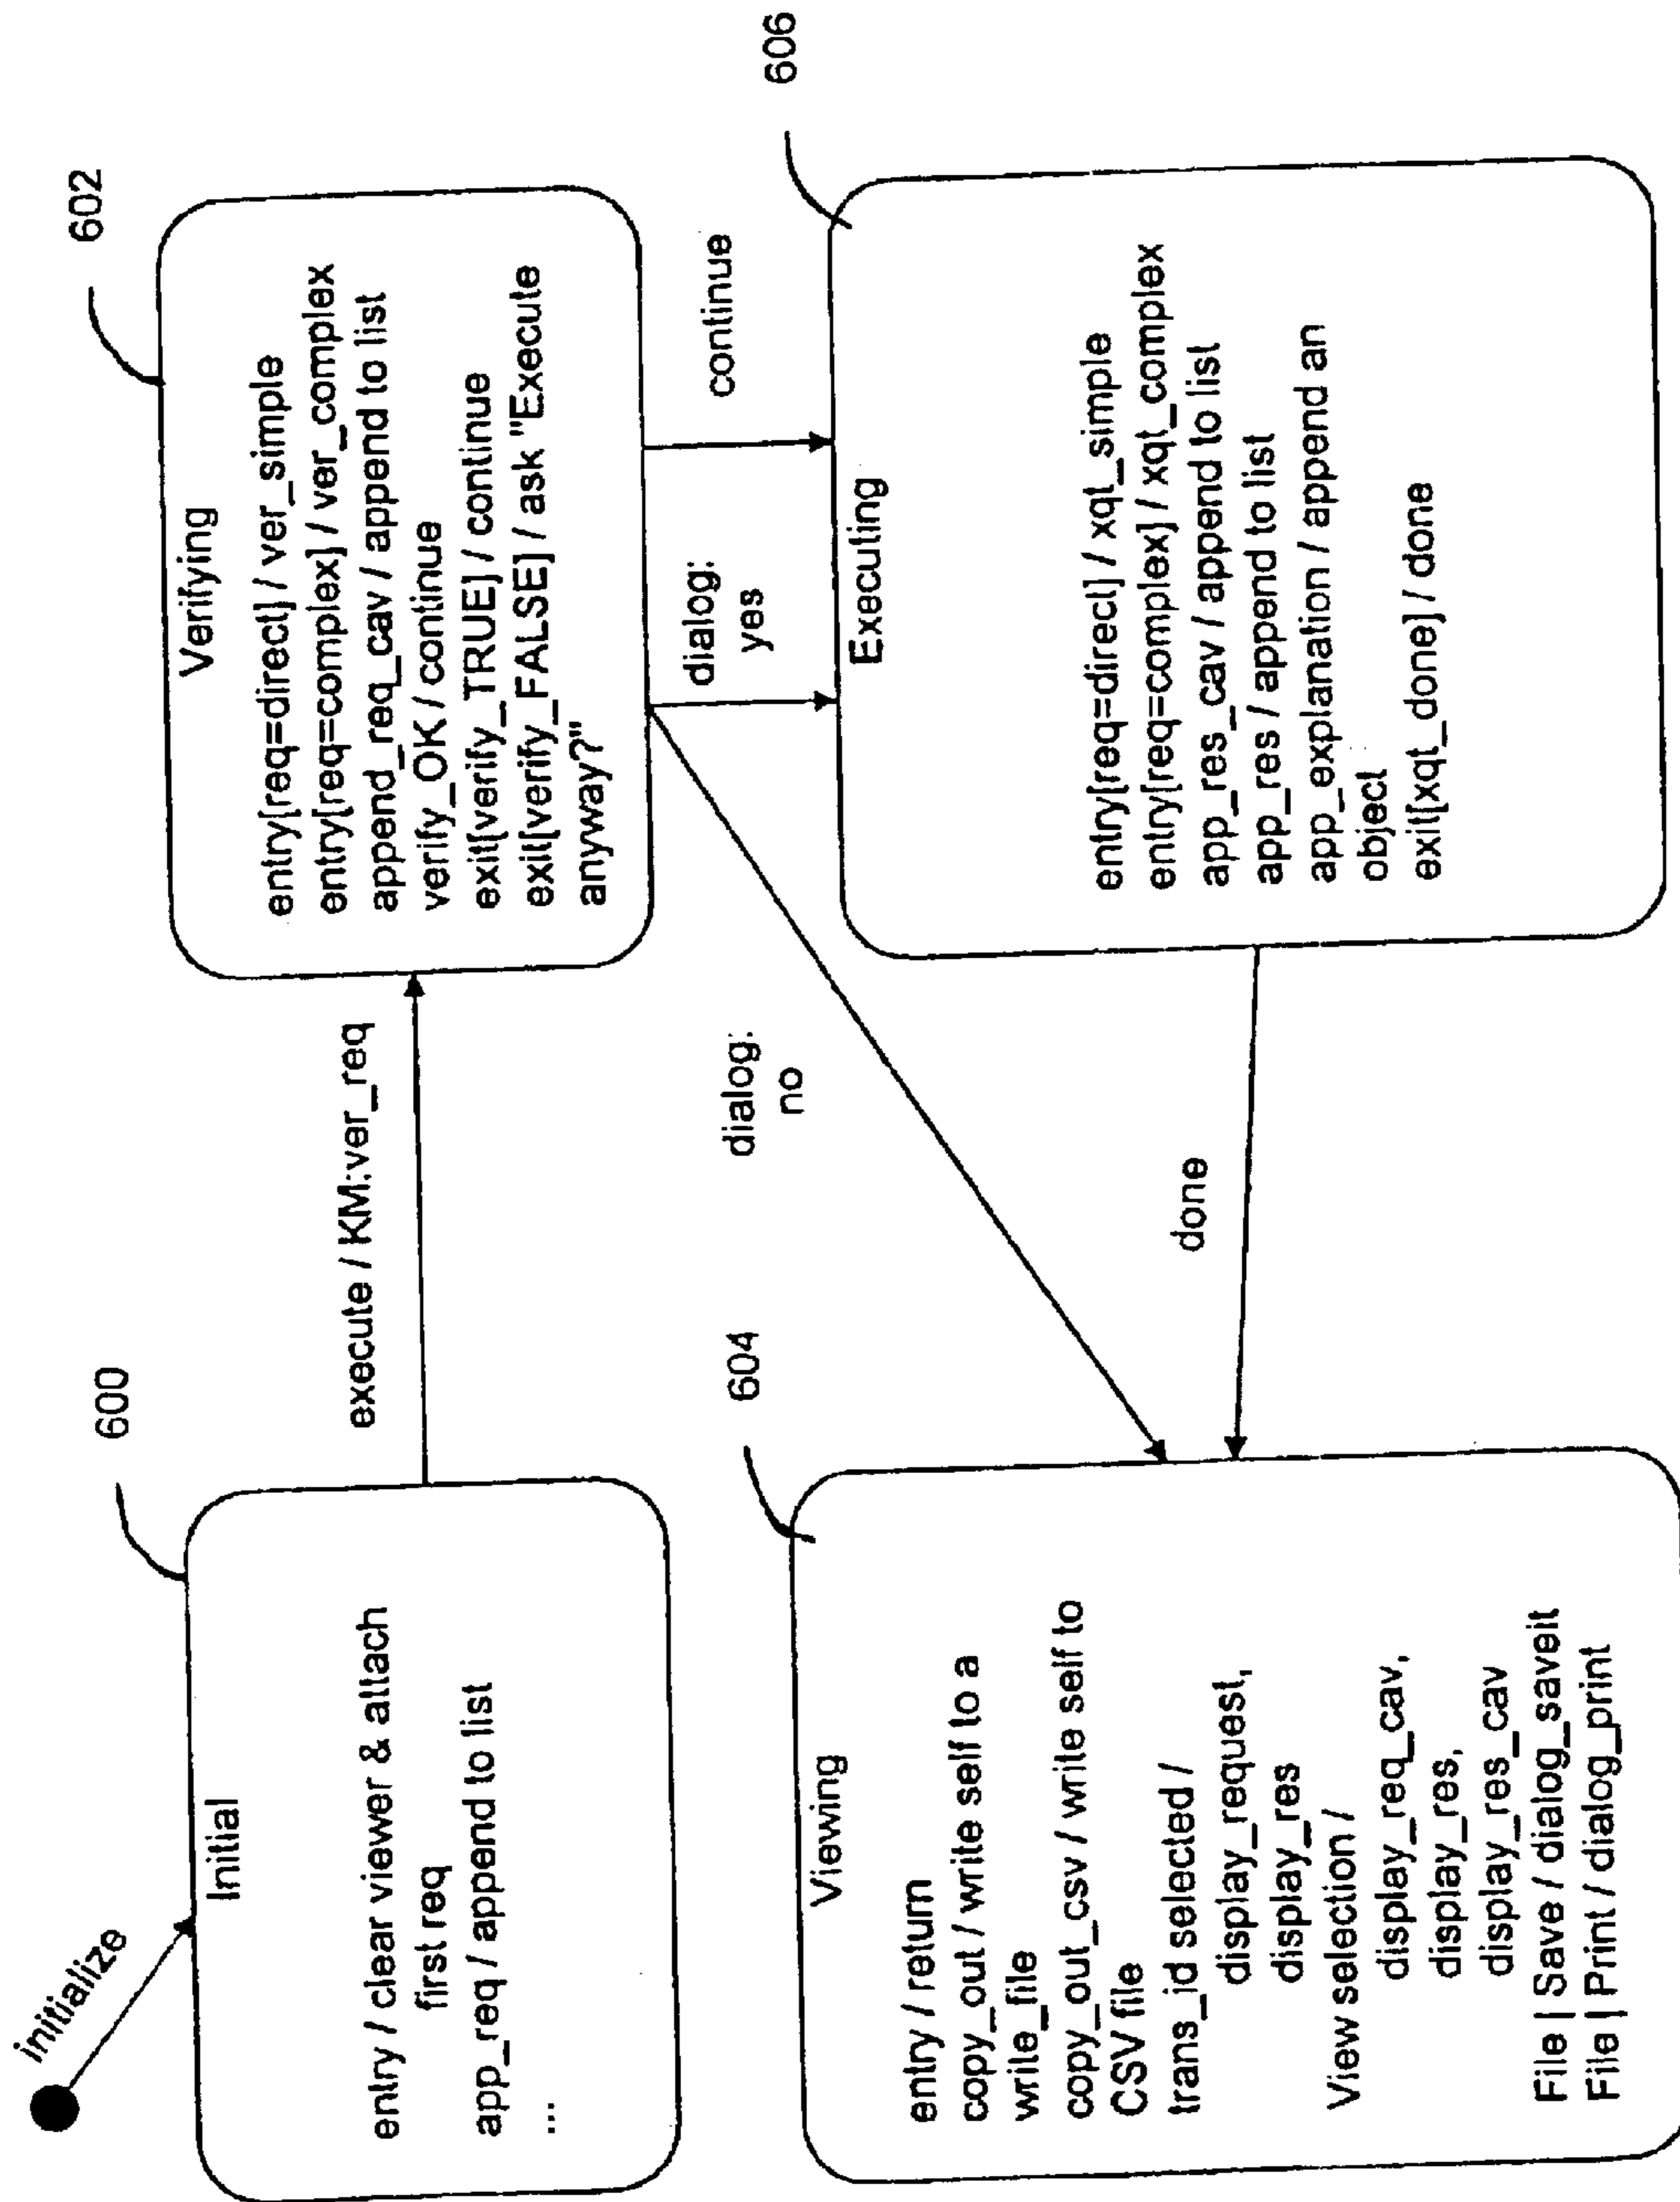 initialize
600
Initial
entry / clear viewer & attach
first req
app_req / append to list
...
execute / KM:ver_req
602
Verifying
entry[req=direct] / ver_simple
entry[req=complex] / ver_complex
append_req_cav / append to list
verify_OK / continue
exit[verify_TRUE] / continue
exit[verify_FALSE] / ask "Execute
anyway?"
dialog:
no
dialog:
yes
continue
604
Viewing
entry / return
copy_out / write self to a
write_file
copy_out_csv / write self to
CSV file
trans_id selected /
display_request,
display_res
View selection /
display_req_cav,
display_res,
display_res_cav
File | Save / dialog_saveit
File | Print / dialog_print
done
606
Executing
entry[req=direct] / xqt_simple
entry[req=complex] / xqt_complex
app_res_cav / append to list
app_res / append to list
app_explanation / append an
object
exit[xqt_done] / done